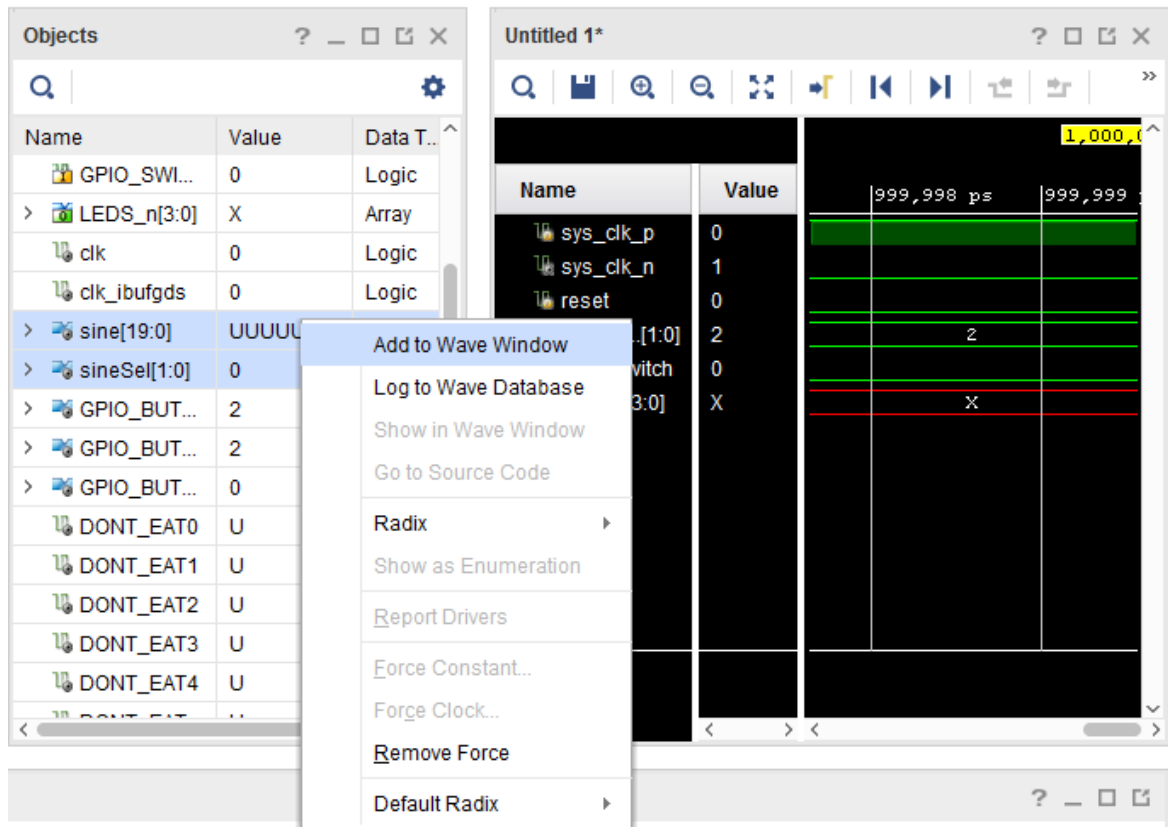 Objects
Name Value Data T...
GPIO_SWI... 0 Logic
LEDS_n[3:0] X Array
clk 0 Logic
clk_ibufgds 0 Logic
sine[19:0] UUUUU
sineSel[1:0] 0
GPIO_BUT... 2
GPIO_BUT... 2
GPIO_BUT... 0
DONT_EAT0 U
DONT_EAT1 U
DONT_EAT2 U
DONT_EAT3 U
DONT_EAT4 U
Add to Wave Window
Log to Wave Database
Show in Wave Window
Go to Source Code
Radix
Show as Enumeration
Report Drivers
Force Constant...
Force Clock...
Remove Force
Default Radix
Untitled 1*
1,000,0
Name Value 999,998 ps 999,999
sys_clk_p 0
sys_clk_n 1
reset 0
...[1:0] 2 2
witch 0
3:0] X X